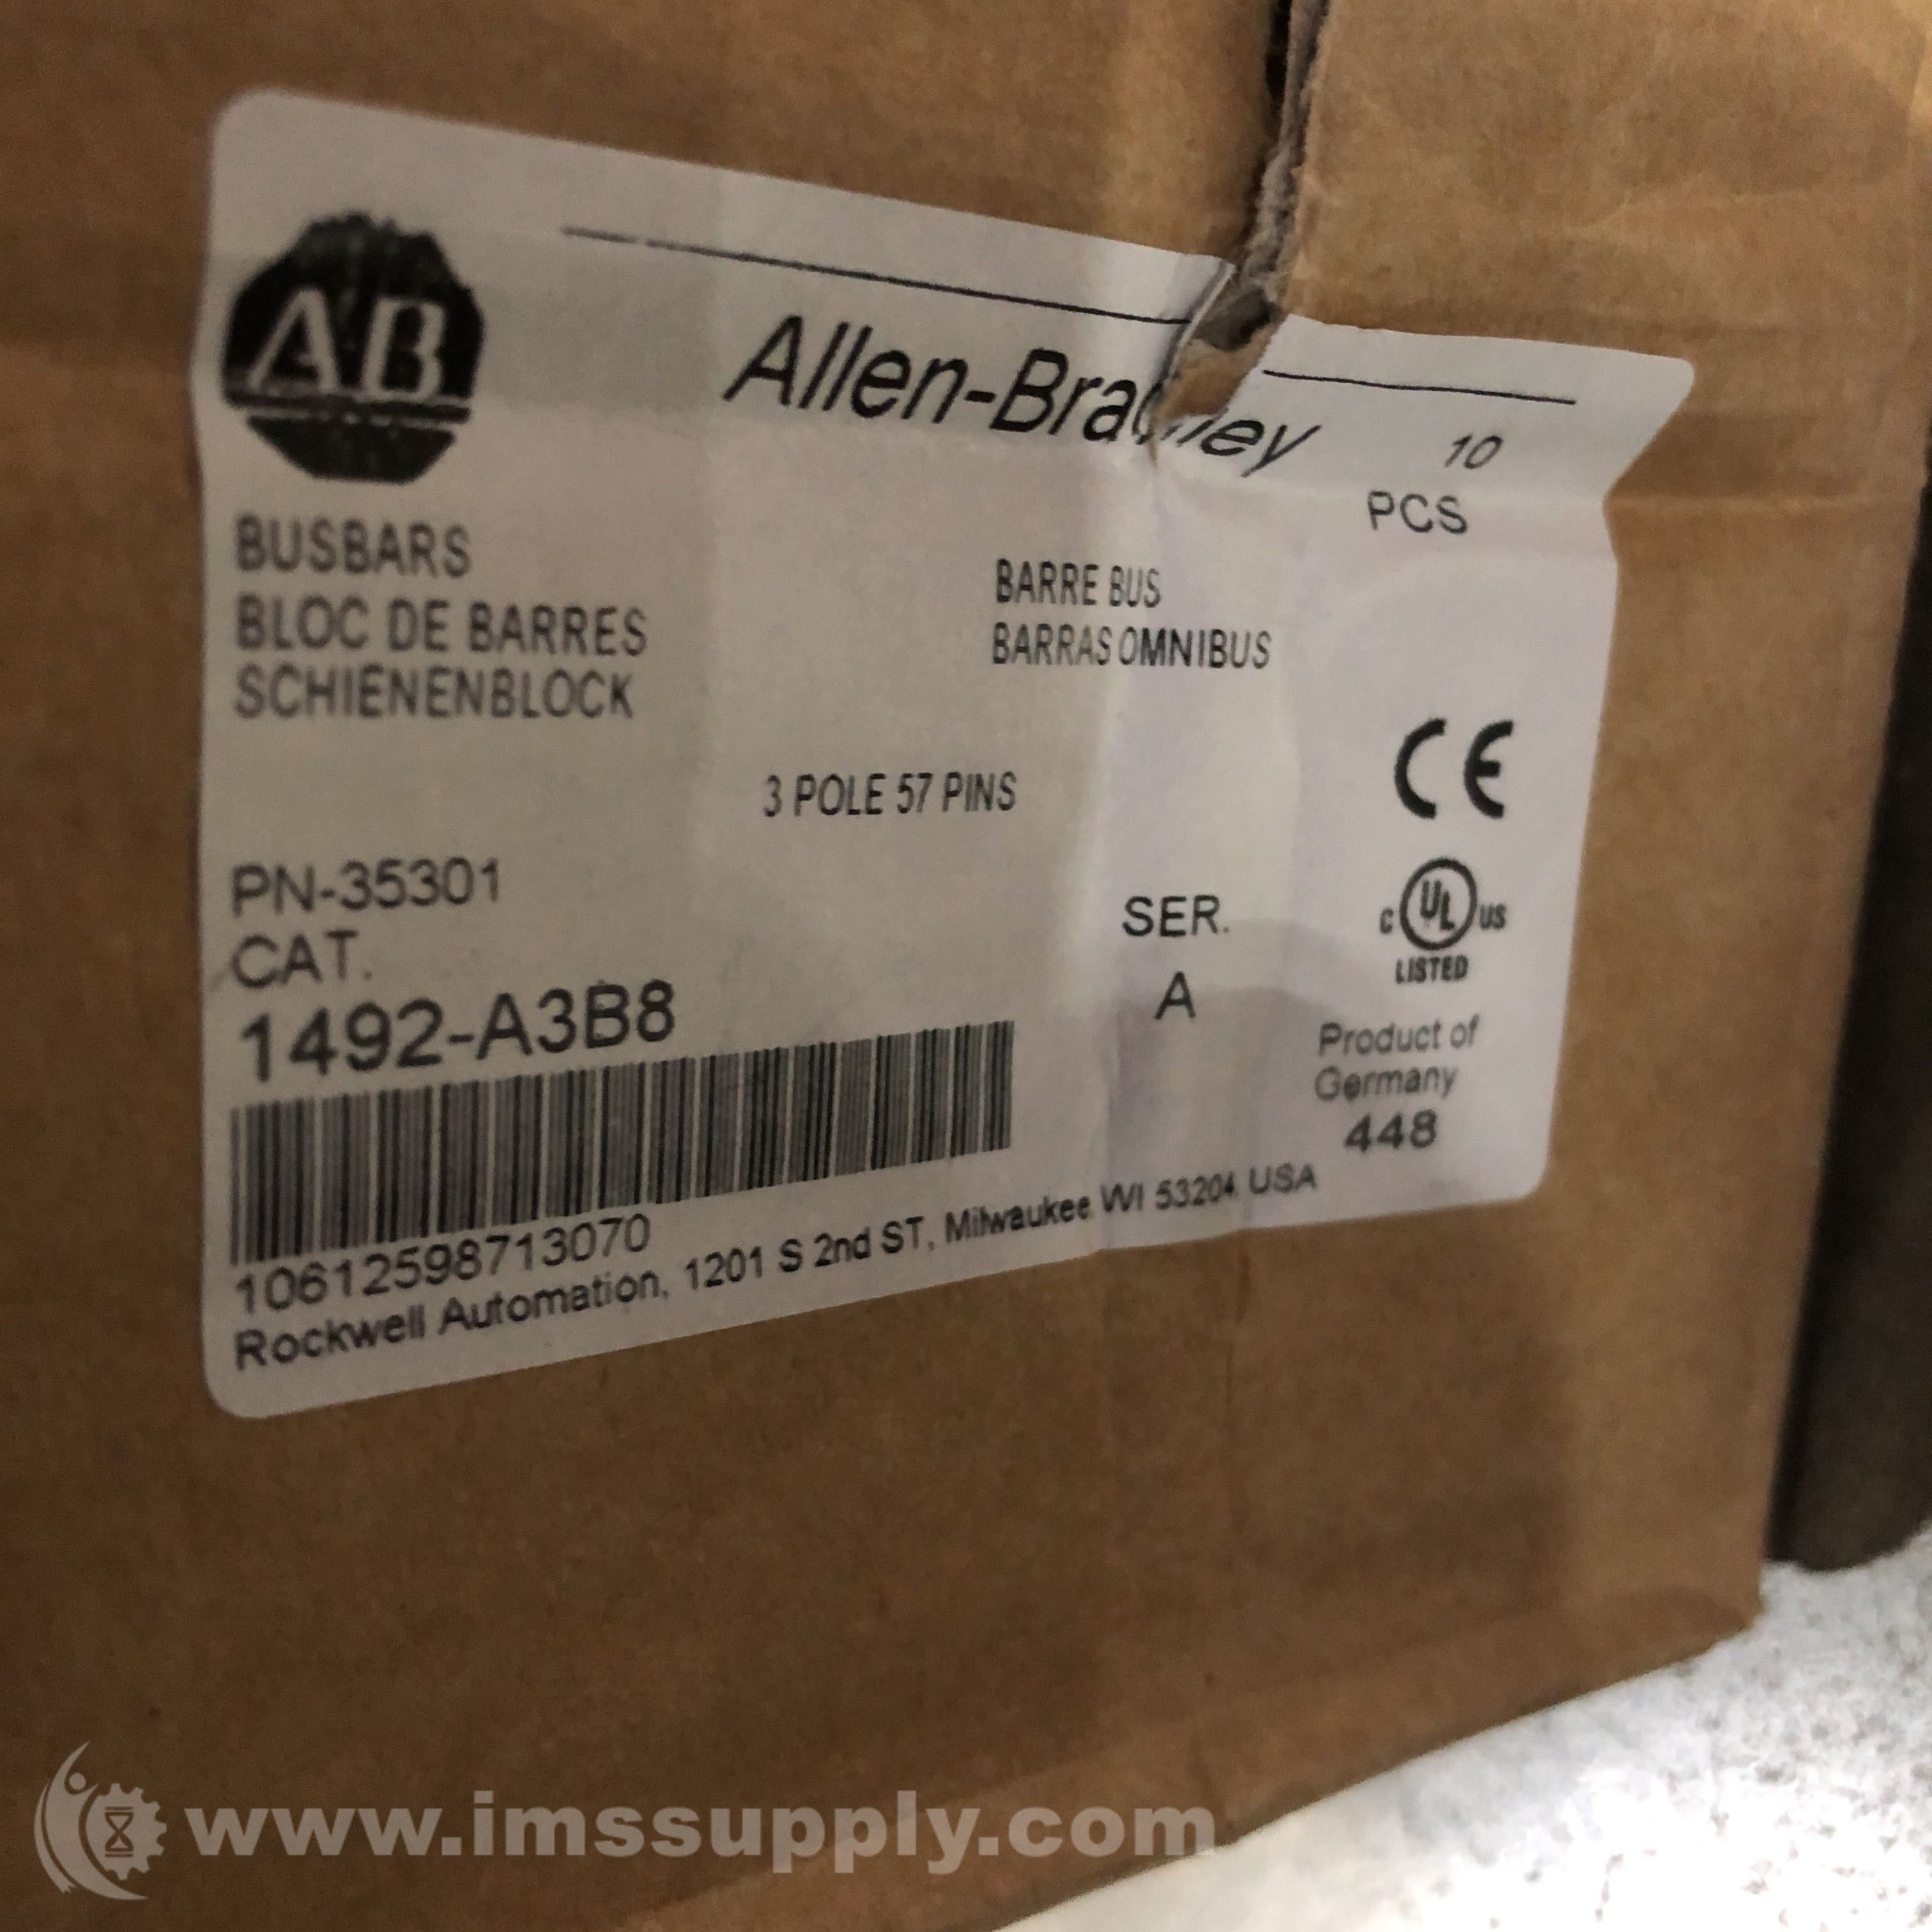 AB
Allen-Bradley
10
PCS
BUSBARS
BLOC DE BARRES
SCHIENENBLOCK
BARRE BUS
BARRAS OMNIBUS
3 POLE 57 PINS
CE
PN-35301
CAT.
1492-A3B8
SER.
A
C UL US
LISTED
Product of
Germany
448
10612598713070
Rockwell Automation, 1201 S 2nd ST, Milwaukee WI 53204 USA
www.imssupply.com